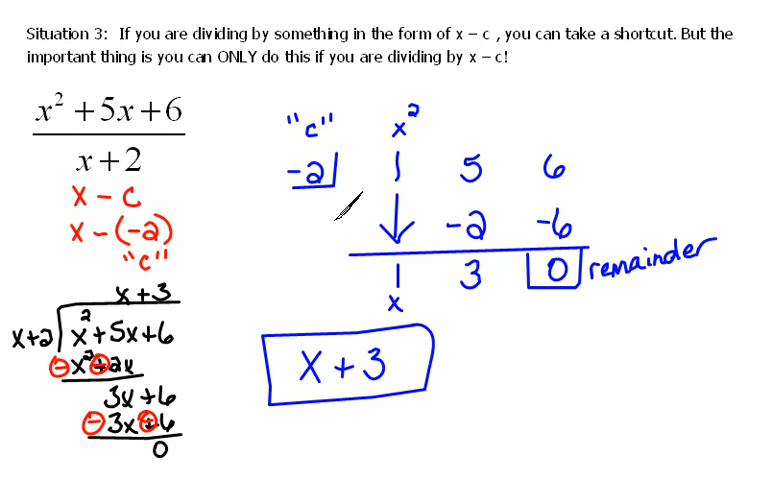 Situation 3: If you are dividing by something in the form of x – c , you can take a shortcut. But the
important thing is you can ONLY do this if you are dividing by x – c!
x² + 5x + 6
x + 2
x - c
x - (-2)
"c"
x + 3
x+2 x² + 5x + 6
- x² + 2x
3x + 6
- 3x + 6
0
"c" x²
-2 1 5 6
↓ -2 -6
1 3 0 remainder
x
x + 3